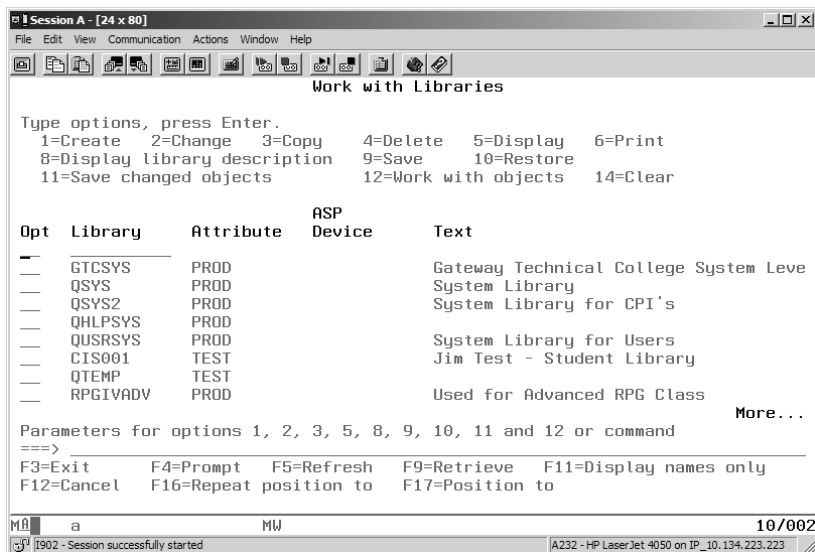 Session A - [24 x 80]
File Edit View Communication Actions Window Help
Work with Libraries
Type options, press Enter.
1=Create 2=Change 3=Copy 4=Delete 5=Display 6=Print
8=Display library description 9=Save 10=Restore
11=Save changed objects 12=Work with objects 14=Clear
ASP
Opt Library Attribute Device Text
GTCSYS PROD Gateway Technical College System Leve
QSYS PROD System Library
QSYS2 PROD System Library for CPI's
QHLPSYS PROD
QUSRSYS PROD System Library for Users
CIS001 TEST Jim Test - Student Library
QTEMP TEST
RPGIVADV PROD Used for Advanced RPG Class
More...
Parameters for options 1, 2, 3, 5, 8, 9, 10, 11 and 12 or command
===>
F3=Exit F4=Prompt F5=Refresh F9=Retrieve F11=Display names only
F12=Cancel F16=Repeat position to F17=Position to
MA a MW 10/002
I902 - Session successfully started A232 - HP LaserJet 4050 on IP_10.134.223.223